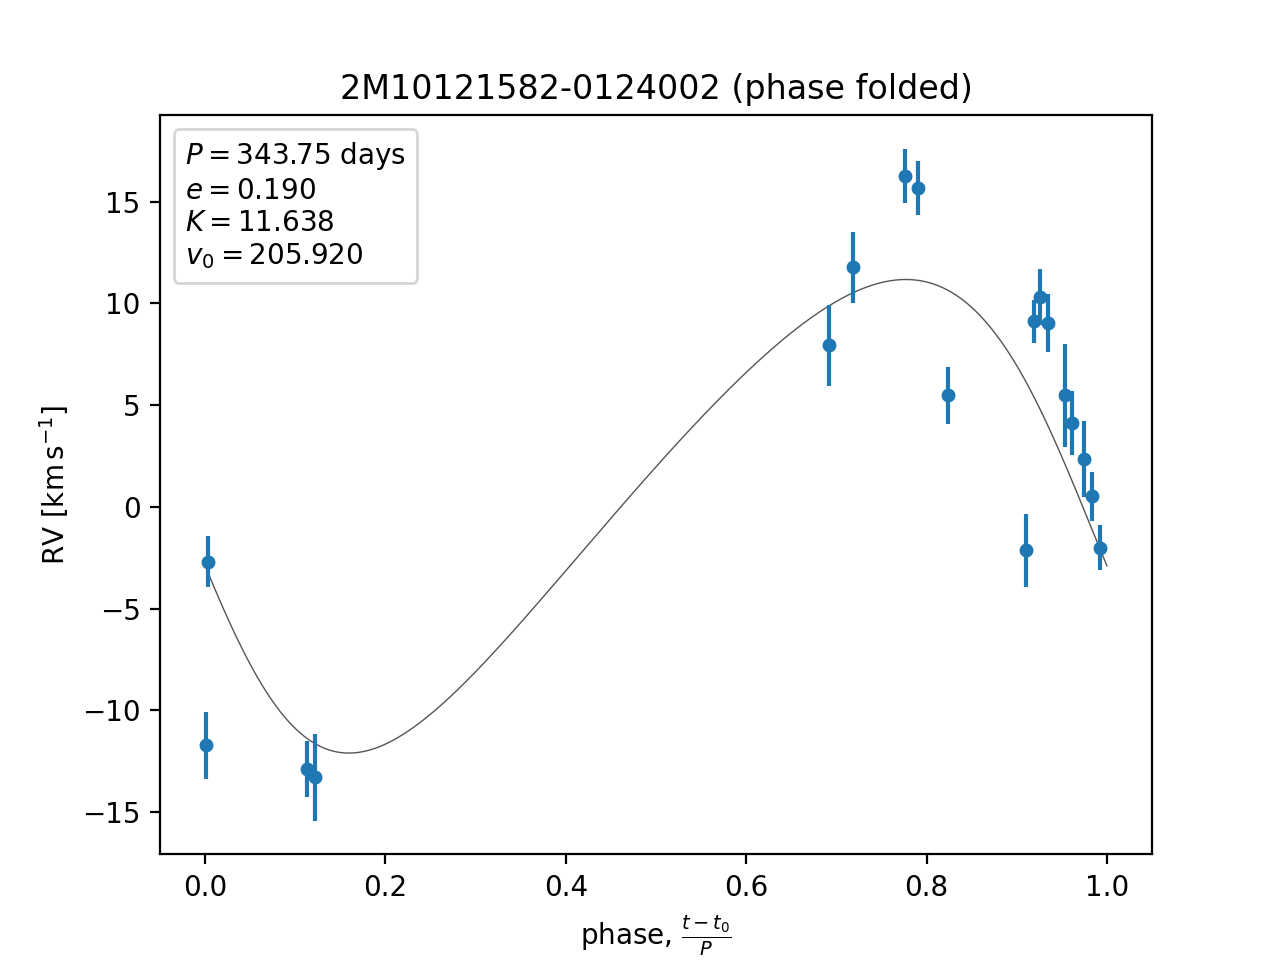 2M10121582-0124002 (phase folded)
P = 343.75 days
e = 0.190
K = 11.638
v₀ = 205.920
15
10
5
0
−5
−10
−15
RV [km s⁻¹]
0.0 0.2 0.4 0.6 0.8 1.0
phase, (t − t₀)/P